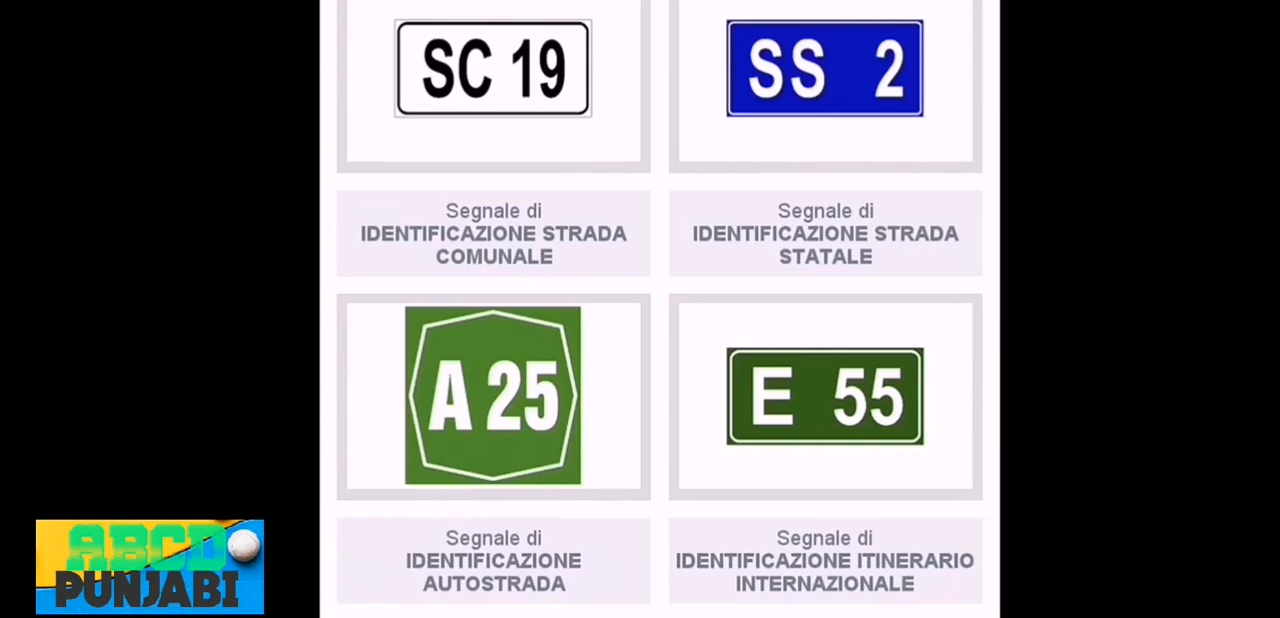 SC 19
SS 2
Segnale di
IDENTIFICAZIONE STRADA
COMUNALE
Segnale di
IDENTIFICAZIONE STRADA
STATALE
A 25
E 55
Segnale di
IDENTIFICAZIONE
AUTOSTRADA
Segnale di
IDENTIFICAZIONE ITINERARIO
INTERNAZIONALE
ABCD
PUNJABI